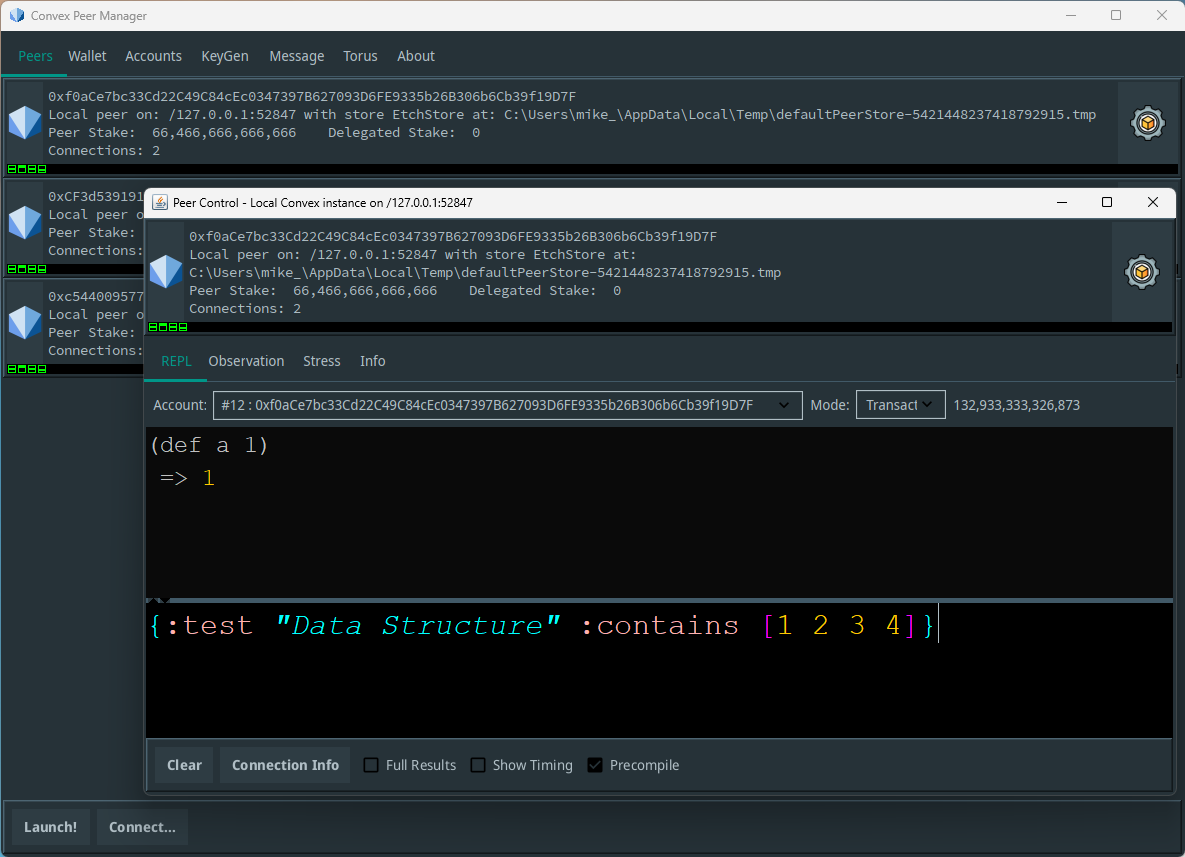 Convex Peer Manager
Peers Wallet Accounts KeyGen Message Torus About
0xf0aCe7bc33Cd22C49C84cEc0347397B627093D6FE9335b26B306b6Cb39f19D7F
Local peer on: /127.0.0.1:52847 with store EtchStore at: C:\Users\mike_\AppData\Local\Temp\defaultPeerStore-5421448237418792915.tmp
Peer Stake: 66,466,666,666,666 Delegated Stake: 0
Connections: 2
0xCF3d539191
Local peer o
Peer Stake:
Connections:
0xc544009577
Local peer o
Peer Stake:
Connections:
Peer Control - Local Convex instance on /127.0.0.1:52847
0xf0aCe7bc33Cd22C49C84cEc0347397B627093D6FE9335b26B306b6Cb39f19D7F
Local peer on: /127.0.0.1:52847 with store EtchStore at:
C:\Users\mike_\AppData\Local\Temp\defaultPeerStore-5421448237418792915.tmp
Peer Stake: 66,466,666,666,666 Delegated Stake: 0
Connections: 2
REPL Observation Stress Info
Account: #12 : 0xf0aCe7bc33Cd22C49C84cEc0347397B627093D6FE9335b26B306b6Cb39f19D7F Mode: Transact 132,933,333,326,873
(def a 1)
=> 1
{:test "Data Structure" :contains [1 2 3 4]}
Clear Connection Info Full Results Show Timing Precompile
Launch! Connect...